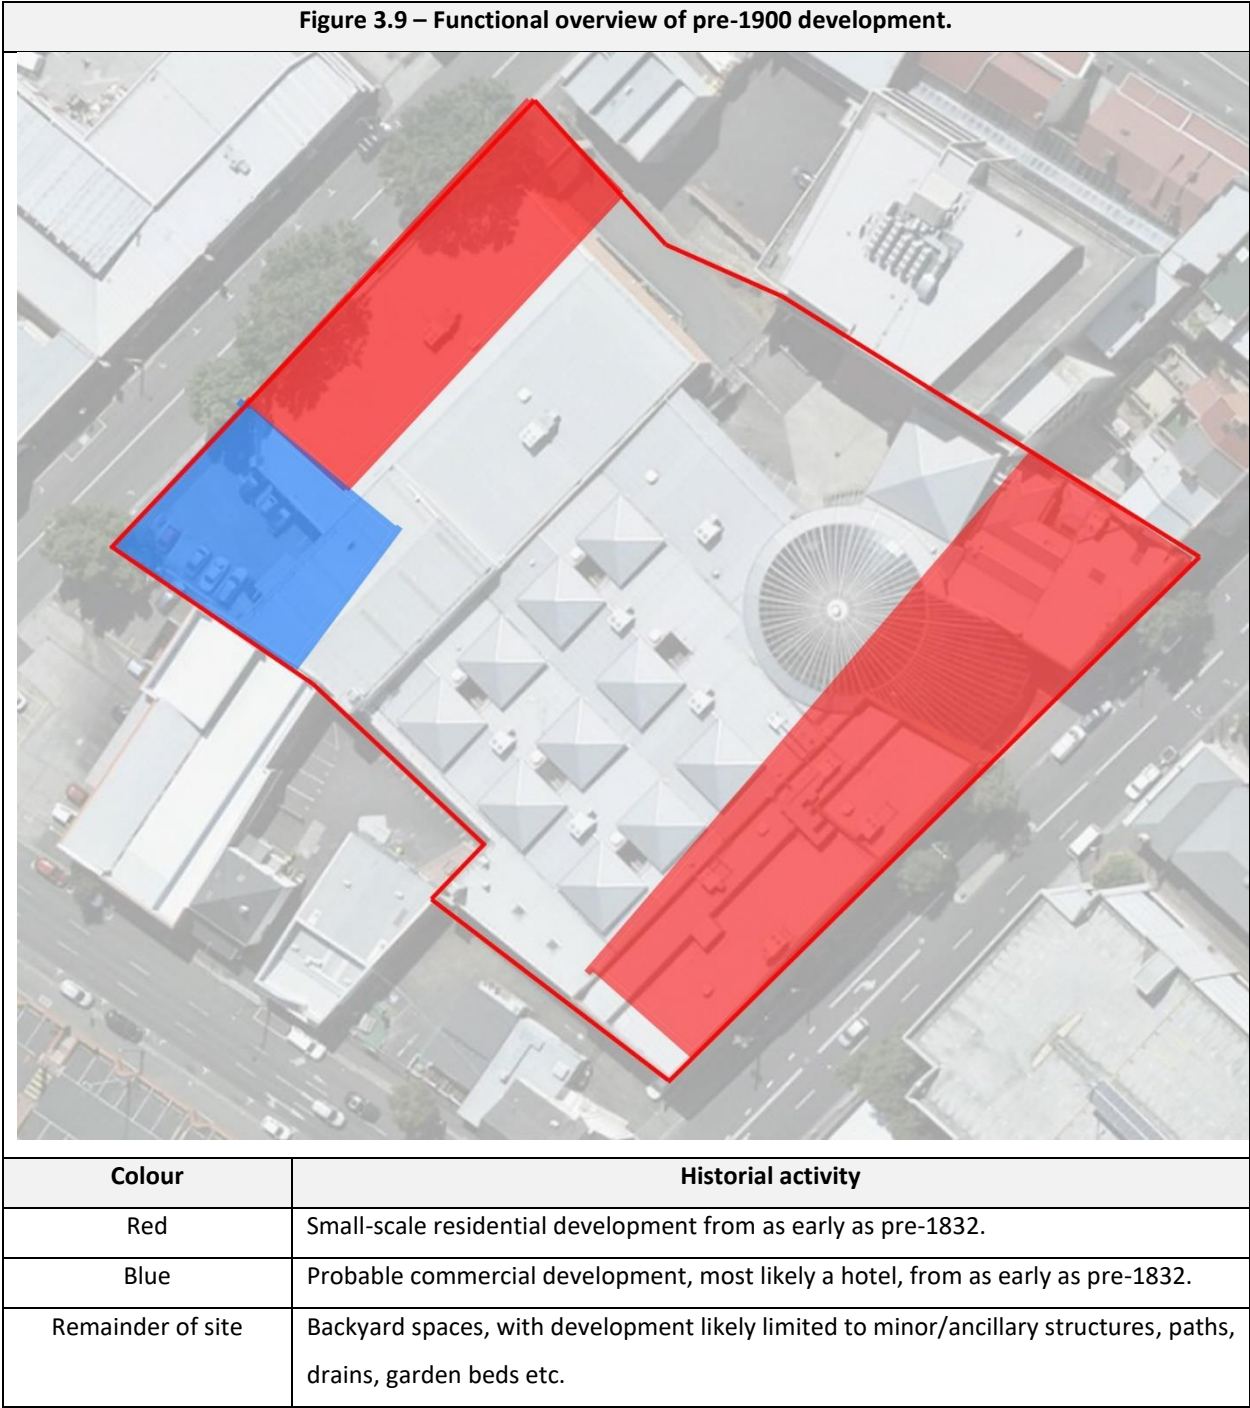 Figure 3.9 – Functional overview of pre-1900 development.
Colour
Historial activity
Red
Small-scale residential development from as early as pre-1832.
Blue
Probable commercial development, most likely a hotel, from as early as pre-1832.
Remainder of site
Backyard spaces, with development likely limited to minor/ancillary structures, paths,
drains, garden beds etc.